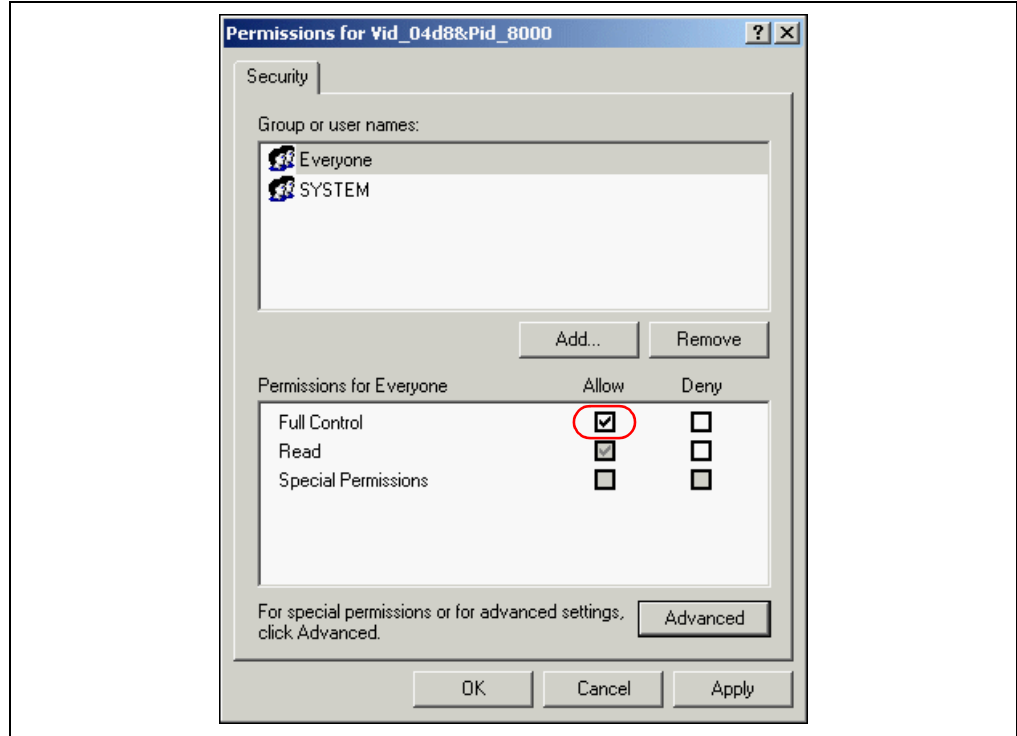 Permissions for Vid_04d8&Pid_8000
Security
Group or user names:
Everyone
SYSTEM
Add...
Remove
Permissions for Everyone Allow Deny
Full Control
Read
Special Permissions
For special permissions or for advanced settings,
click Advanced.
Advanced
OK Cancel Apply